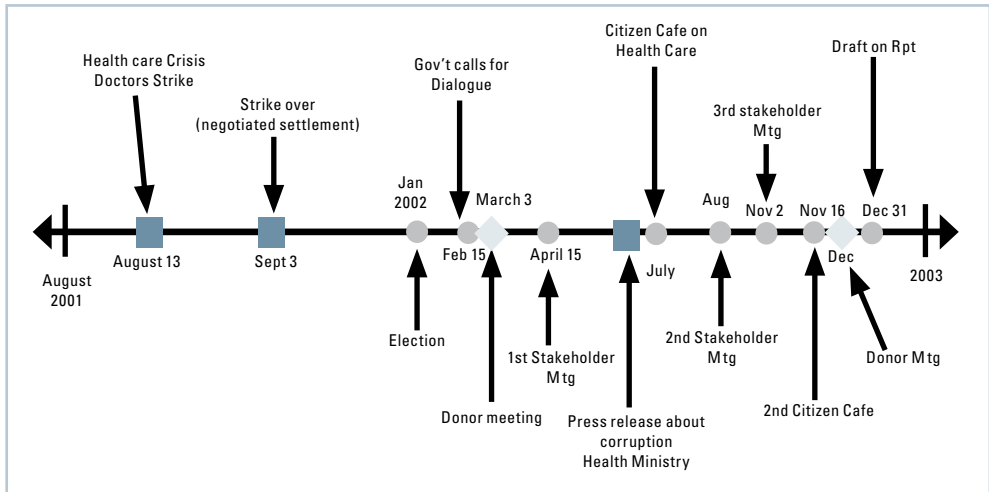 Health care Crisis
Doctors Strike
Strike over
(negotiated settlement)
Gov't calls for
Dialogue
Citizen Cafe on
Health Care
3rd stakeholder
Mtg
Draft on Rpt
Jan
2002
March 3
Aug
Nov 2
Nov 16
Dec 31
August
2001
August 13
Sept 3
Feb 15
April 15
July
Dec
2003
Election
Donor meeting
1st Stakeholder
Mtg
Press release about
corruption
Health Ministry
2nd Stakeholder
Mtg
2nd Citizen Cafe
Donor Mtg